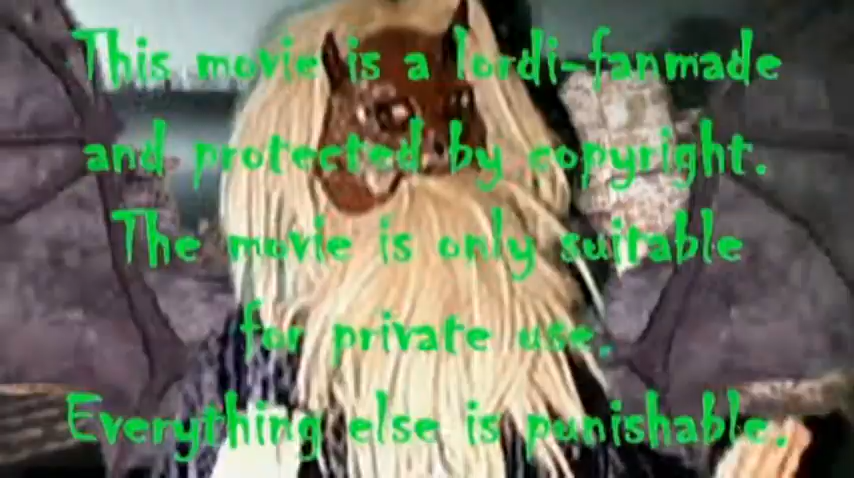 This movie is a lordi-fanmade
and protected by copyright.
The movie is only suitable
for private use.
Everything else is punishable.